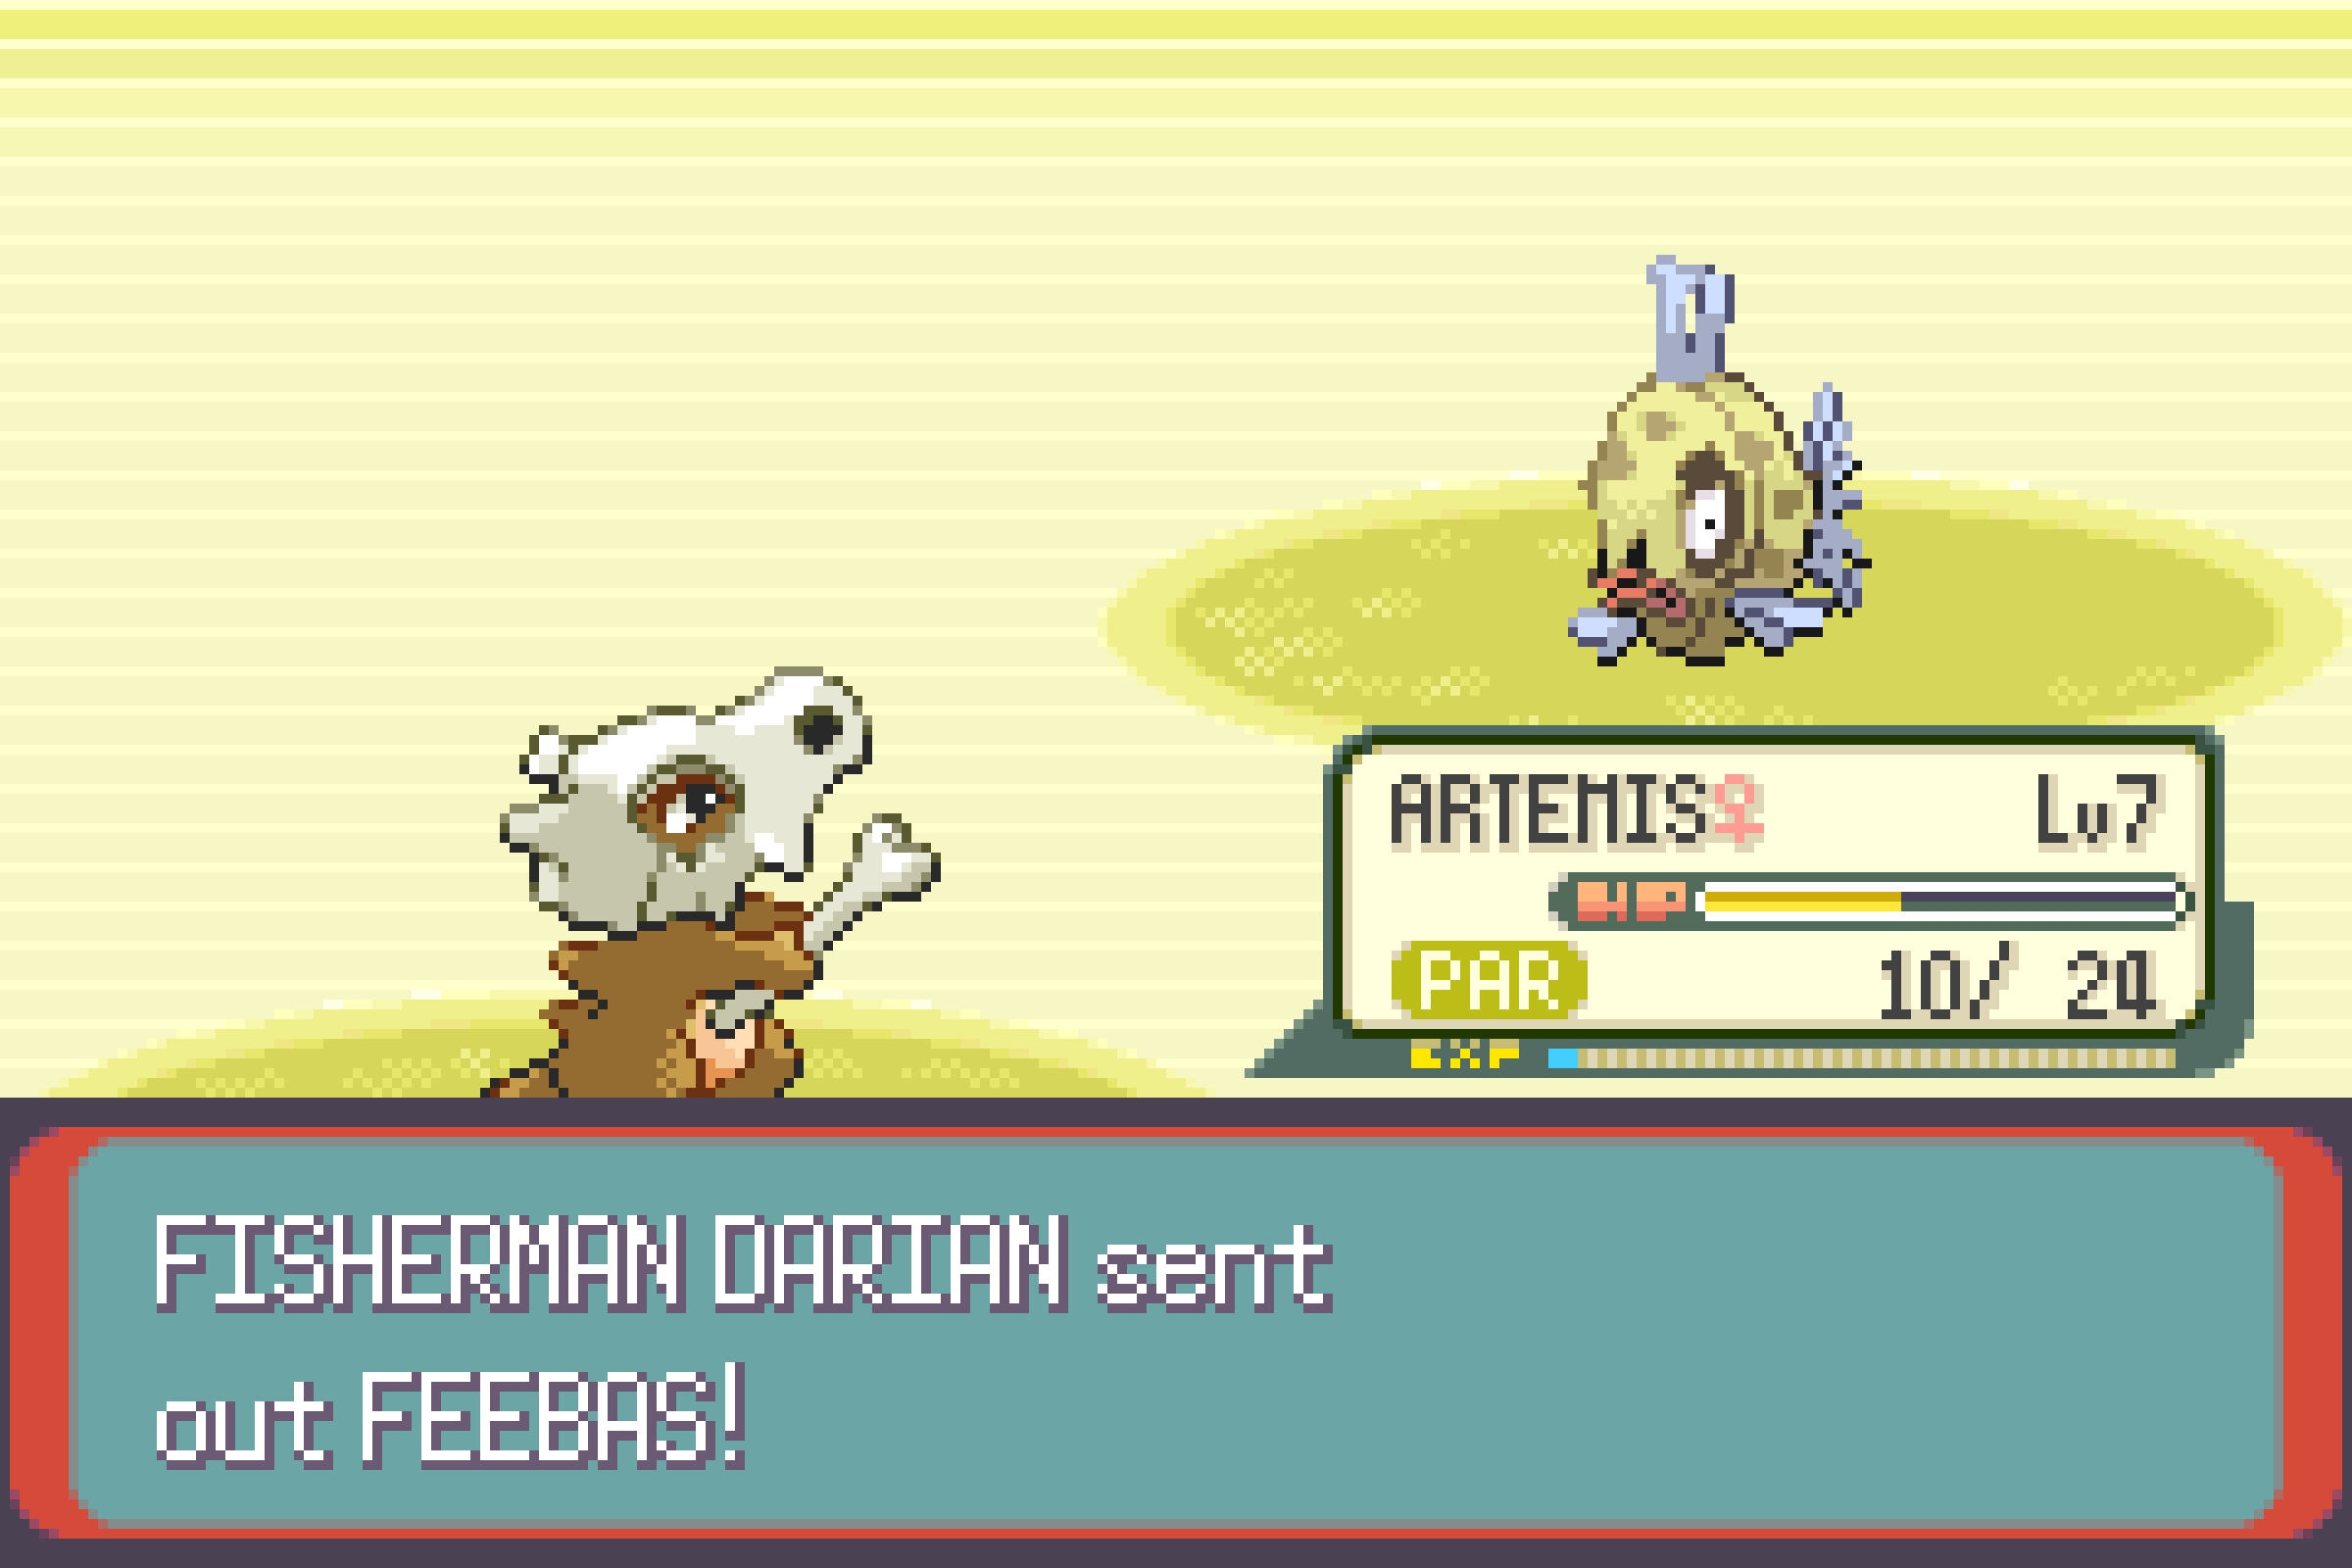 ARTEMIS♀ Lv7
HP
PAR 10/ 24
EXP
FISHERMAN DARIAN sent
out FEEBAS!